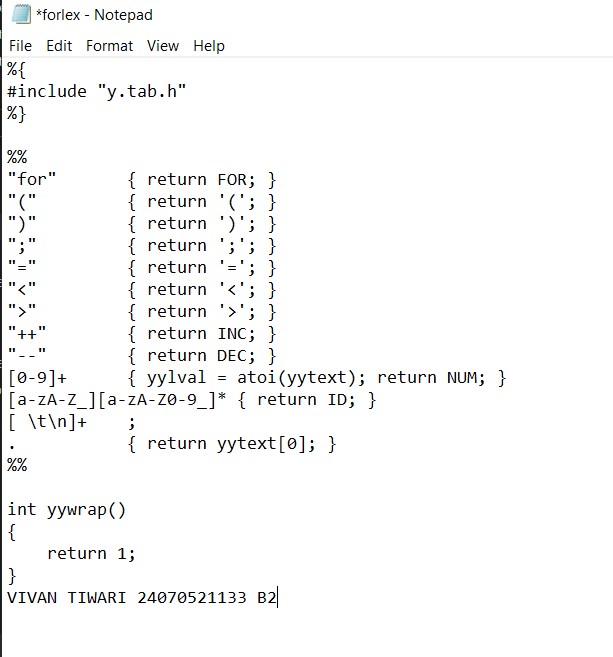 *forlex - Notepad
File Edit Format View Help
%{
#include "y.tab.h"
%}

%%
"for"       { return FOR; }
"("         { return '('; }
")"         { return ')'; }
";"         { return ';'; }
"="         { return '='; }
"<"         { return '<'; }
">"         { return '>'; }
"++"        { return INC; }
"--"        { return DEC; }
[0-9]+      { yylval = atoi(yytext); return NUM; }
[a-zA-Z_][a-zA-Z0-9_]* { return ID; }
[ \t\n]+    ;
.           { return yytext[0]; }
%%

int yywrap()
{
    return 1;
}
VIVAN TIWARI 24070521133 B2